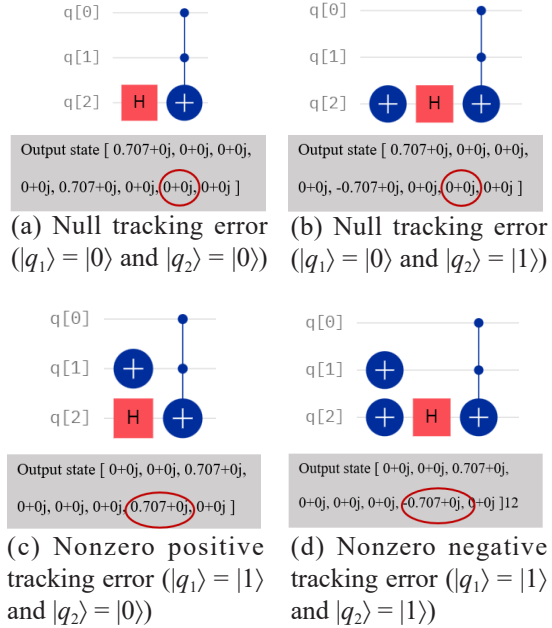 q[0]
q[1]
q[2] H
Output state [ 0.707+0j, 0+0j, 0+0j,
0+0j, 0.707+0j, 0+0j, 0+0j, 0+0j ]
(a) Null tracking error
(|q₁⟩ = |0⟩ and |q₂⟩ = |0⟩)
q[0]
q[1]
q[2] H
Output state [ 0.707+0j, 0+0j, 0+0j,
0+0j, -0.707+0j, 0+0j, 0+0j, 0+0j ]
(b) Null tracking error
(|q₁⟩ = |0⟩ and |q₂⟩ = |1⟩)
q[0]
q[1]
q[2] H
Output state [ 0+0j, 0+0j, 0.707+0j,
0+0j, 0+0j, 0+0j, 0.707+0j, 0+0j ]
(c) Nonzero positive
tracking error (|q₁⟩ = |1⟩
and |q₂⟩ = |0⟩)
q[0]
q[1]
q[2] H
Output state [ 0+0j, 0+0j, 0.707+0j,
0+0j, 0+0j, 0+0j, -0.707+0j, 0+0j ]12
(d) Nonzero negative
tracking error (|q₁⟩ = |1⟩
and |q₂⟩ = |1⟩)